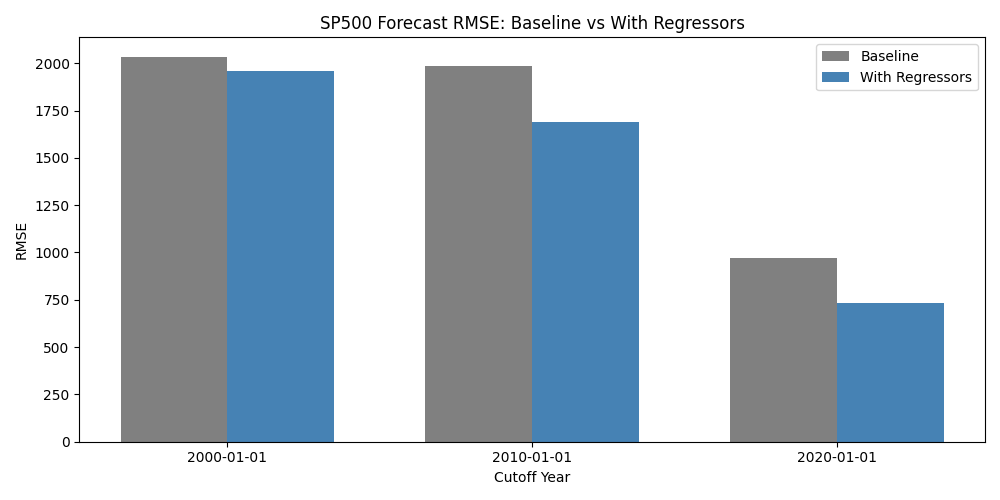 SP500 Forecast RMSE: Baseline vs With Regressors
Baseline
With Regressors
RMSE
2000
1750
1500
1250
1000
750
500
250
0
2000-01-01
2010-01-01
2020-01-01
Cutoff Year